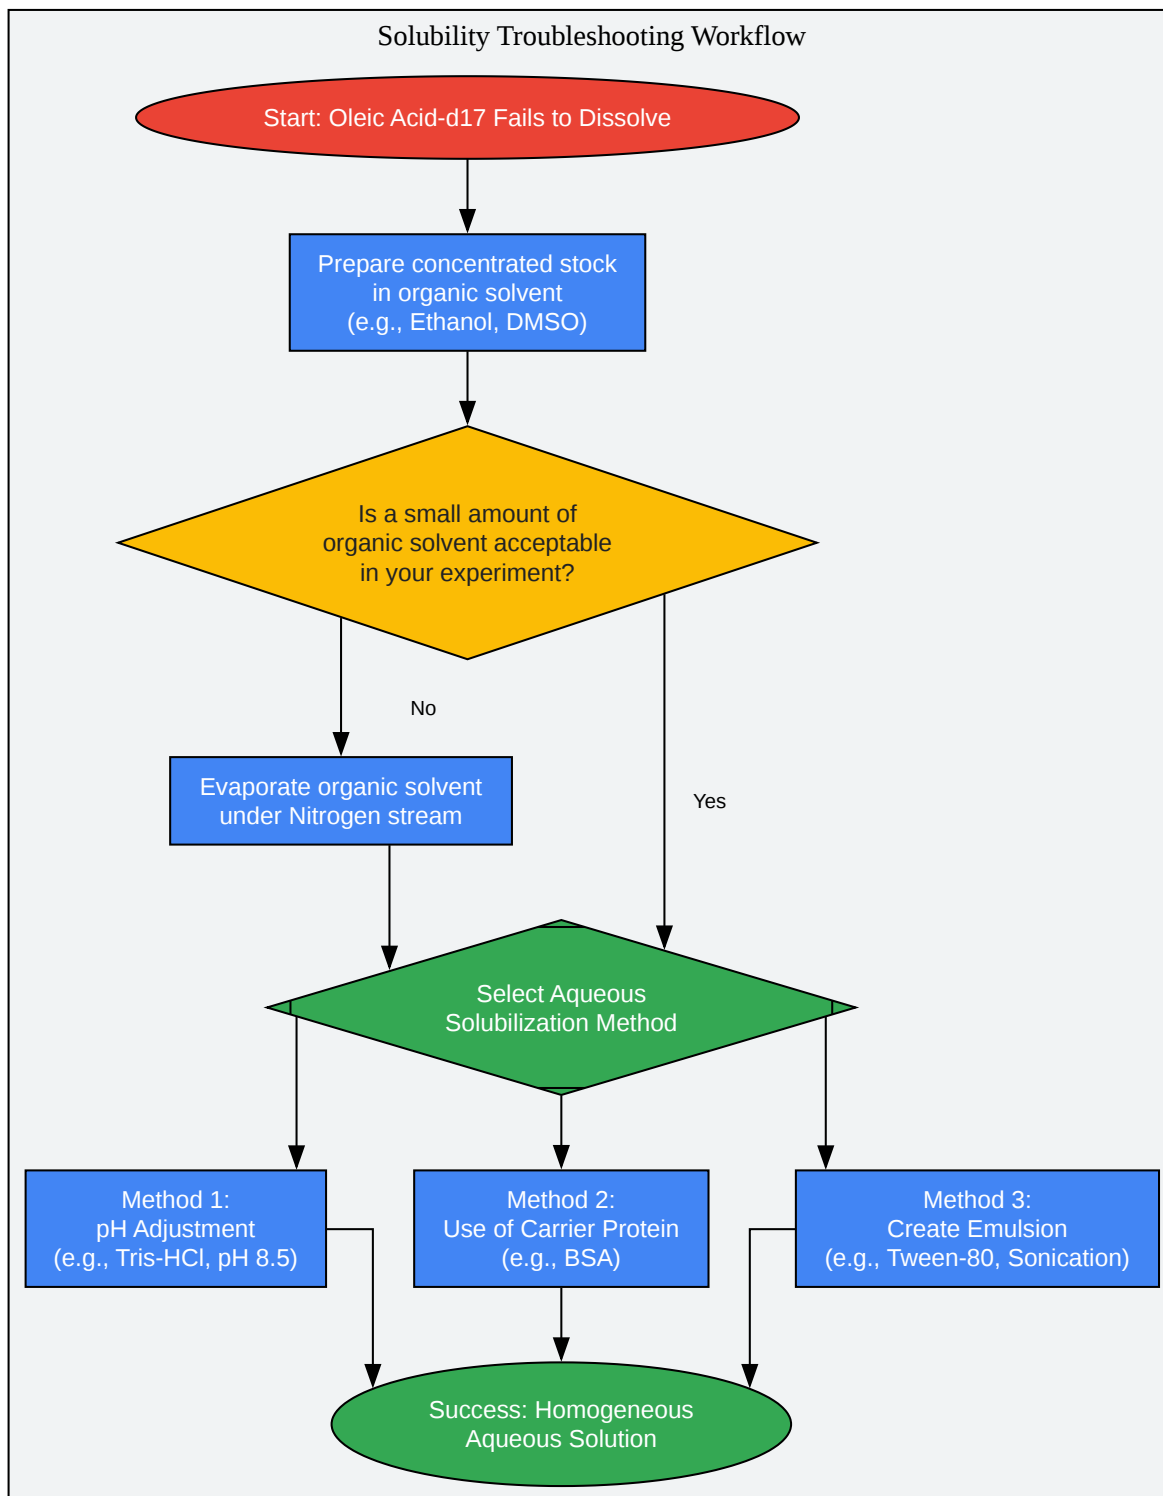 Solubility Troubleshooting Workflow
Start: Oleic Acid-d17 Fails to Dissolve
Prepare concentrated stock
in organic solvent
(e.g., Ethanol, DMSO)
Is a small amount of
organic solvent acceptable
in your experiment?
No
Evaporate organic solvent
under Nitrogen stream
Yes
Select Aqueous
Solubilization Method
Method 1:
pH Adjustment
(e.g., Tris-HCl, pH 8.5)
Method 2:
Use of Carrier Protein
(e.g., BSA)
Method 3:
Create Emulsion
(e.g., Tween-80, Sonication)
Success: Homogeneous
Aqueous Solution